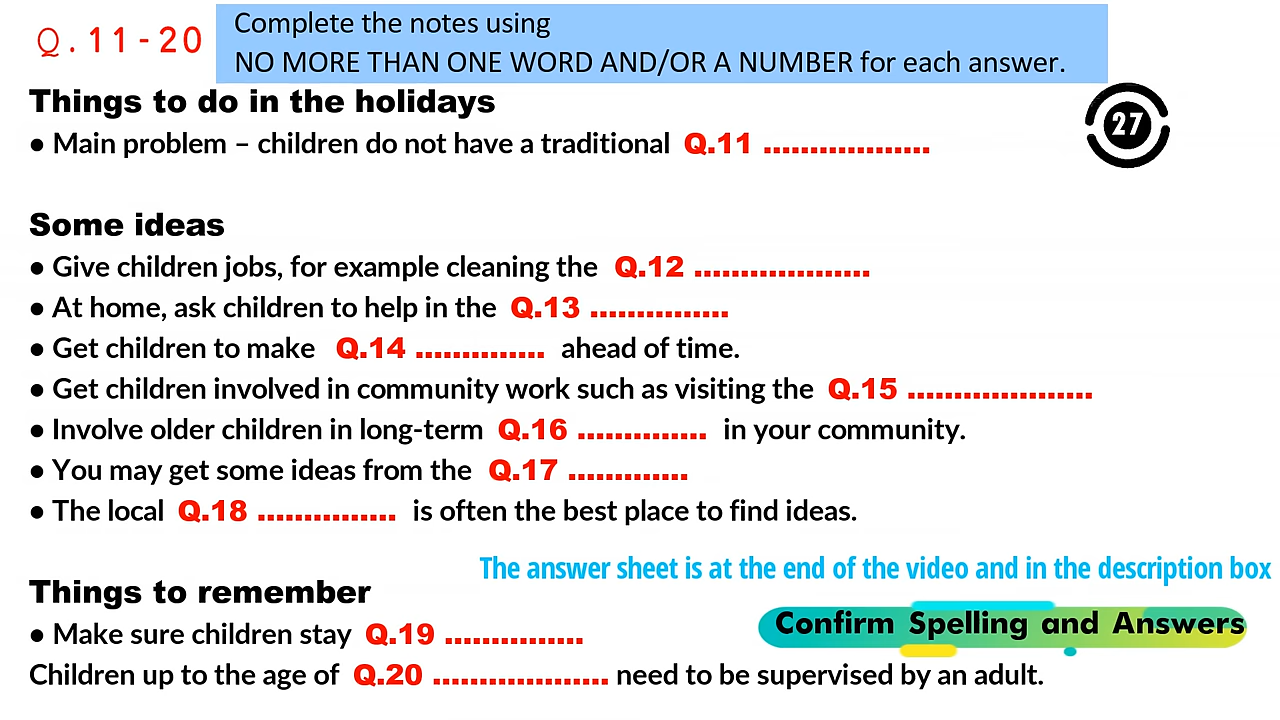 Q.11-20
Complete the notes using
NO MORE THAN ONE WORD AND/OR A NUMBER for each answer.
Things to do in the holidays
27
● Main problem – children do not have a traditional Q.11 ..................
Some ideas
● Give children jobs, for example cleaning the Q.12 ...................
● At home, ask children to help in the Q.13 ...............
● Get children to make Q.14 .............. ahead of time.
● Get children involved in community work such as visiting the Q.15 ....................
● Involve older children in long-term Q.16 .............. in your community.
● You may get some ideas from the Q.17 .............
● The local Q.18 ............... is often the best place to find ideas.
The answer sheet is at the end of the video and in the description box
Things to remember
● Make sure children stay Q.19 ...............
Confirm Spelling and Answers
Children up to the age of Q.20 ................... need to be supervised by an adult.